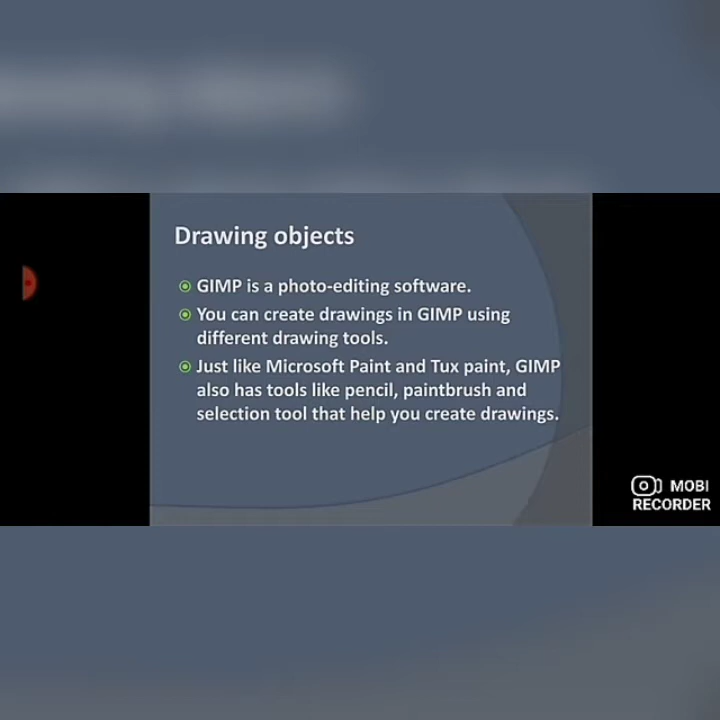 Drawing objects
GIMP is a photo-editing software.
You can create drawings in GIMP using
different drawing tools.
Just like Microsoft Paint and Tux paint, GIMP
also has tools like pencil, paintbrush and
selection tool that help you create drawings.
MOBI
RECORDER